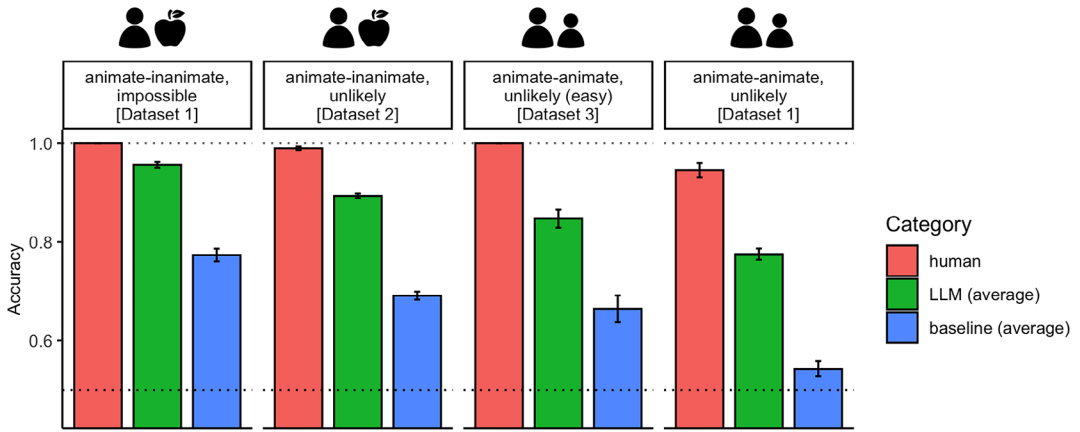 animate-inanimate,
impossible
[Dataset 1]
animate-inanimate,
unlikely
[Dataset 2]
animate-animate,
unlikely (easy)
[Dataset 3]
animate-animate,
unlikely
[Dataset 1]
1.0
0.8
0.6
Accuracy
Category
human
LLM (average)
baseline (average)